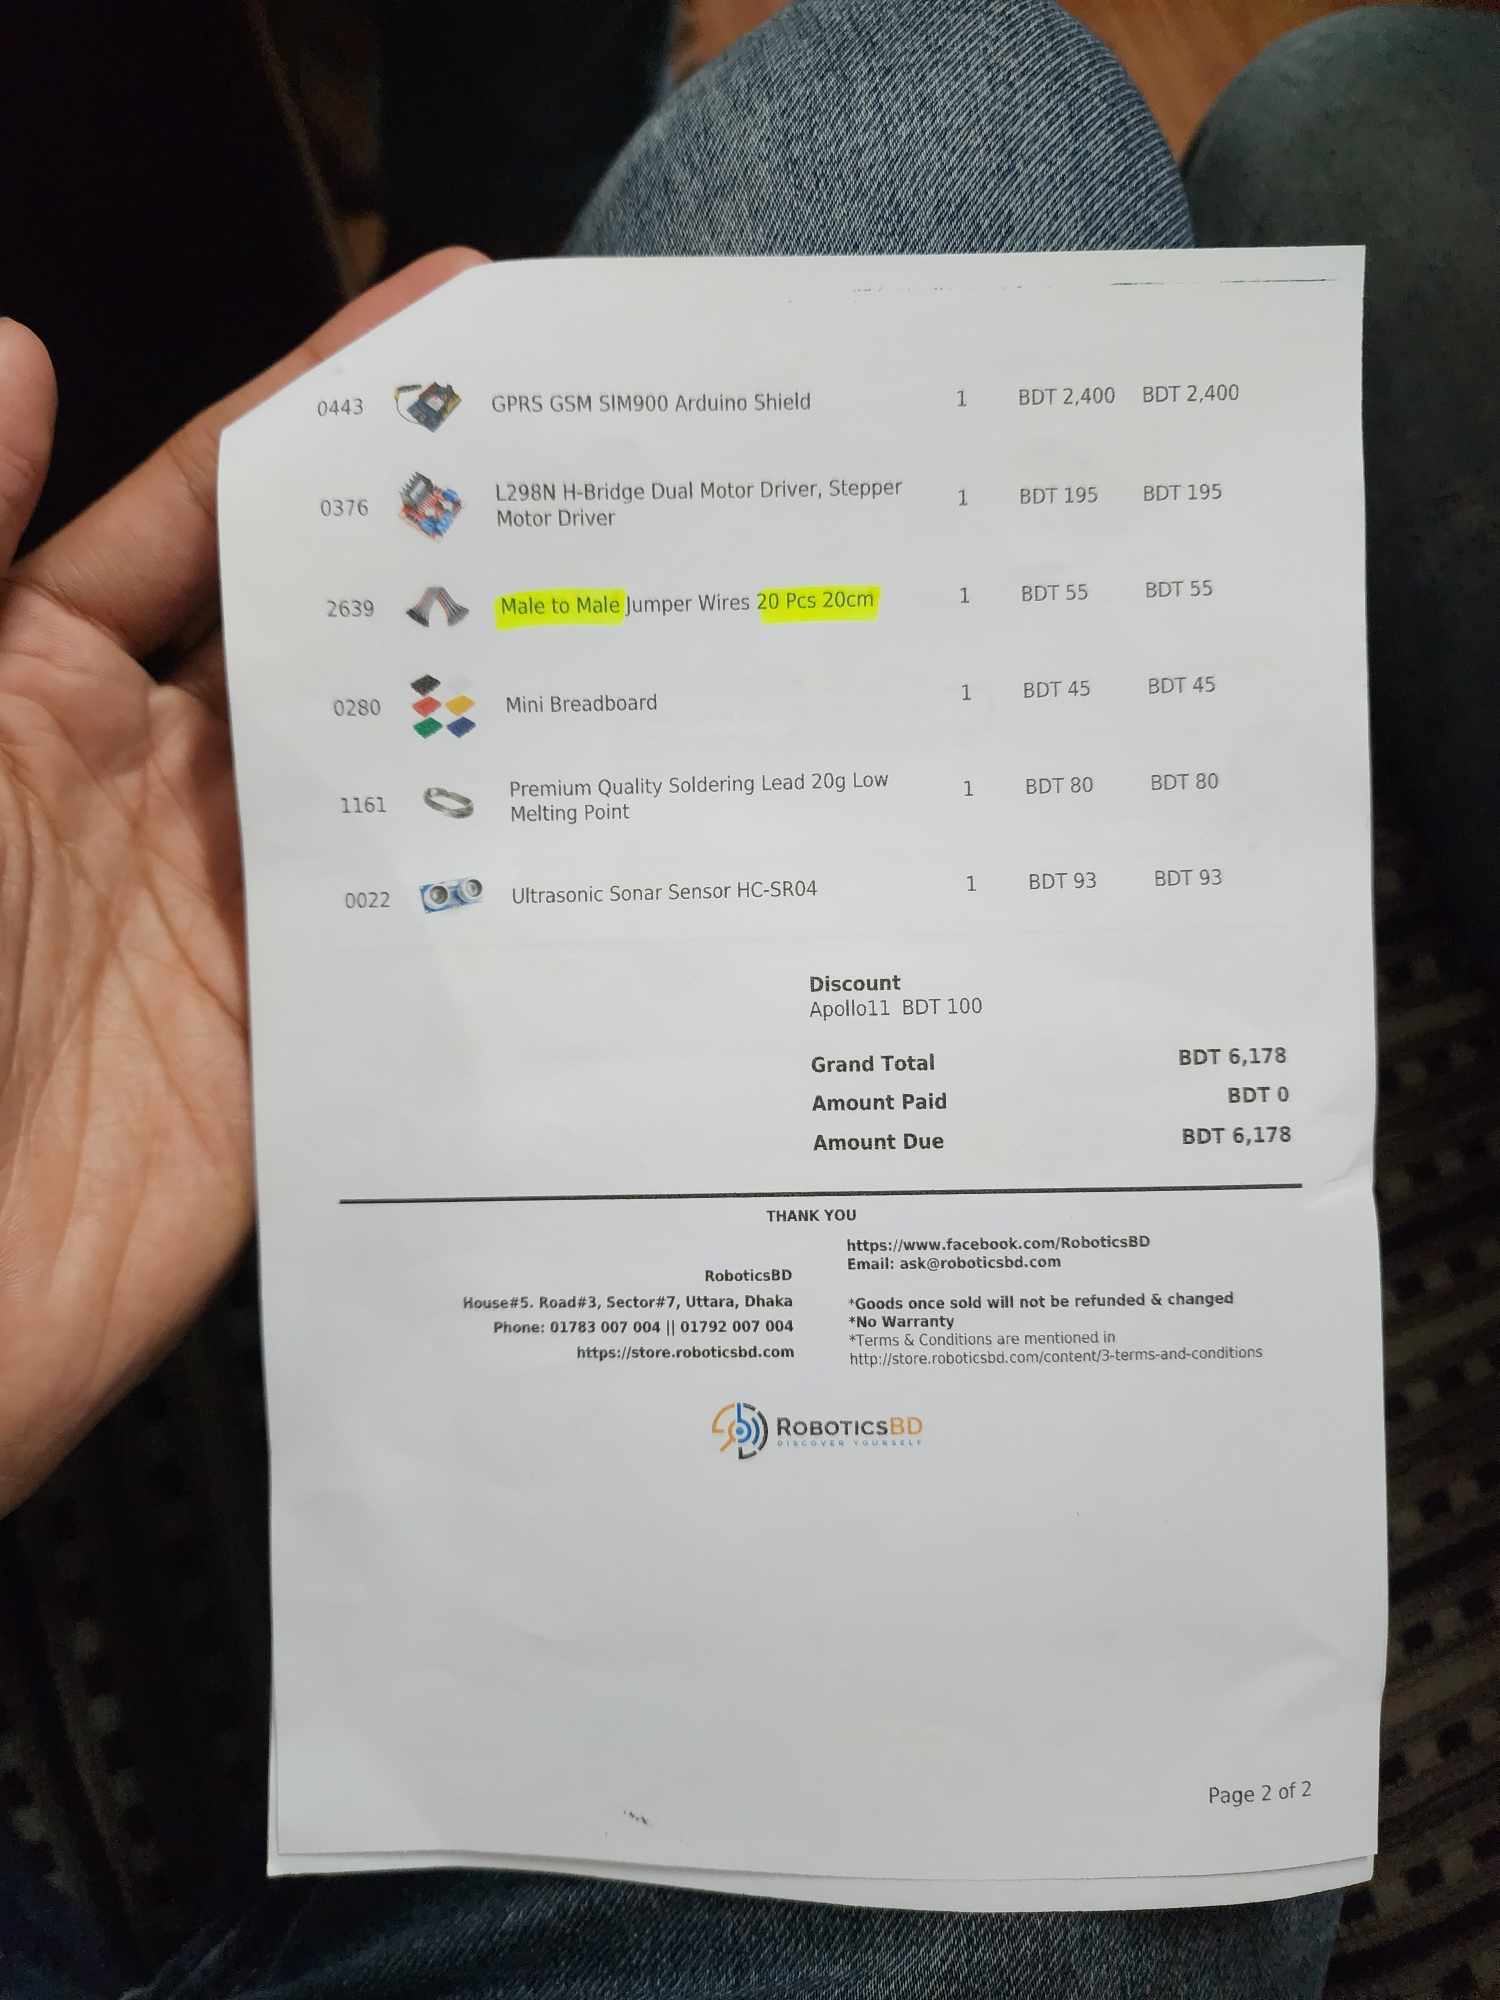 0443 GPRS GSM SIM900 Arduino Shield 1 BDT 2,400 BDT 2,400
0376 L298N H-Bridge Dual Motor Driver, Stepper 1 BDT 195 BDT 195
Motor Driver
2639 Male to Male Jumper Wires 20 Pcs 20cm 1 BDT 55 BDT 55
0280 Mini Breadboard 1 BDT 45 BDT 45
1161 Premium Quality Soldering Lead 20g Low 1 BDT 80 BDT 80
Melting Point
0022 Ultrasonic Sonar Sensor HC-SR04 1 BDT 93 BDT 93
Discount
Apollo11 BDT 100
Grand Total BDT 6,178
Amount Paid BDT 0
Amount Due BDT 6,178
THANK YOU
RoboticsBD
House#5. Road#3, Sector#7, Uttara, Dhaka
Phone: 01783 007 004 || 01792 007 004
https://store.roboticsbd.com
https://www.facebook.com/RoboticsBD
Email: ask@roboticsbd.com
*Goods once sold will not be refunded & changed
*No Warranty
*Terms & Conditions are mentioned in
http://store.roboticsbd.com/content/3-terms-and-conditions
ROBOTICSBD
DISCOVER YOURSELF
Page 2 of 2